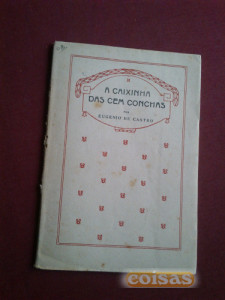 A CAIXINHA
DAS CEM CONCHAS
POR
EUGENIO DE CASTRO
coisas